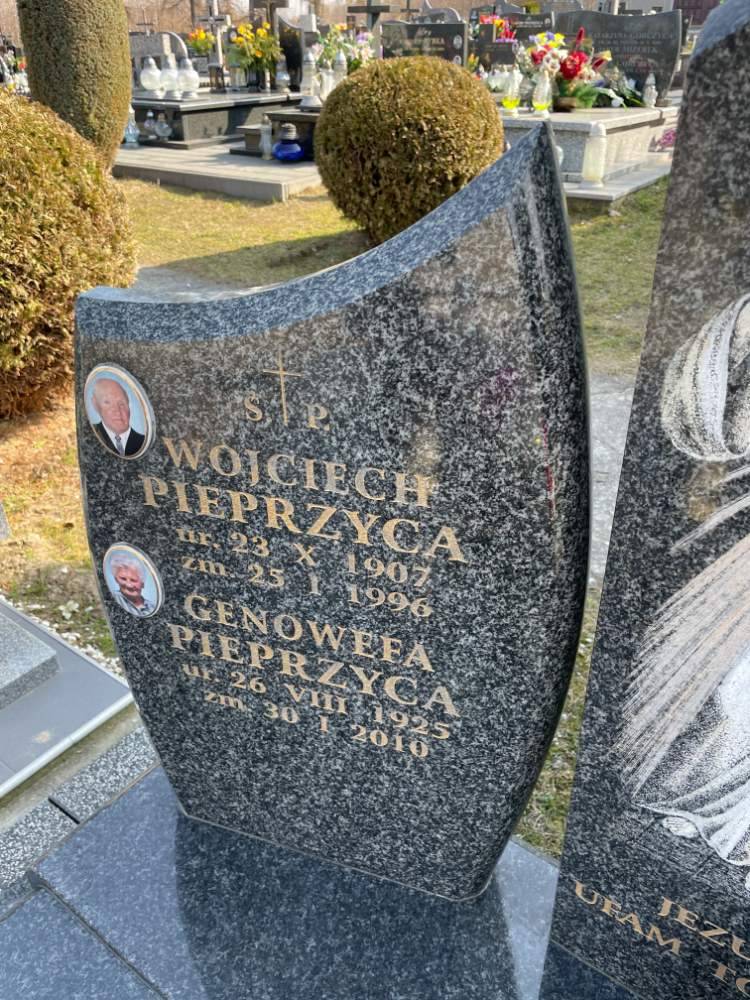 Ś P.
WOJCIECH
PIEPRZYCA
ur. 23 X 1907
zm. 25 I 1996
GENOWEFA
PIEPRZYCA
ur. 26 VIII 1925
zm. 30 I 2010
JEZU
UFAM TO